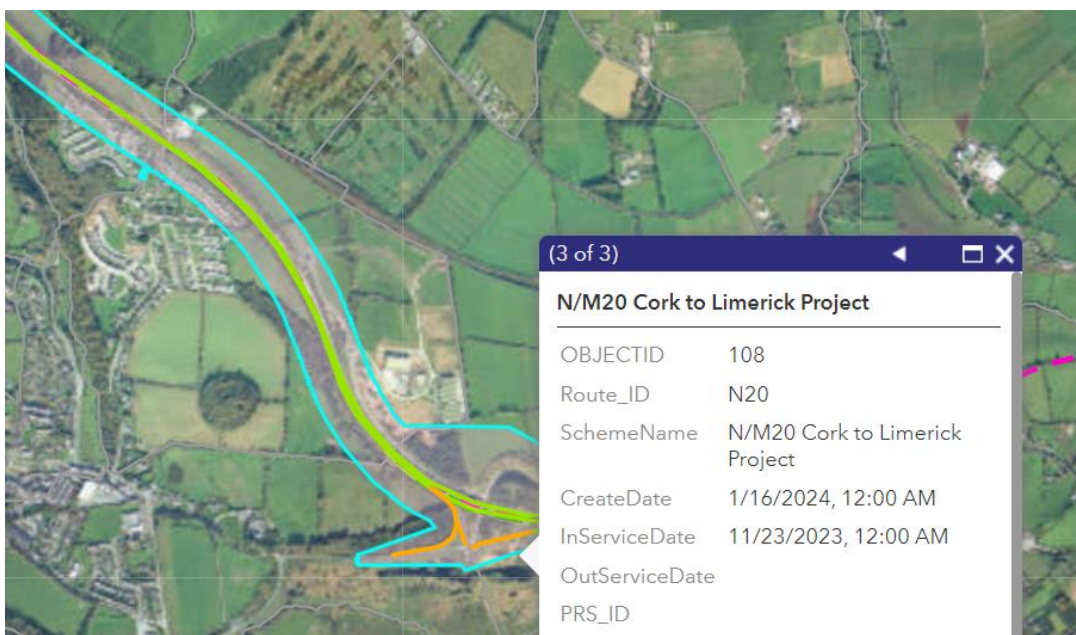 (3 of 3)
N/M20 Cork to Limerick Project
OBJECTID 108
Route_ID N20
SchemeName N/M20 Cork to Limerick
Project
CreateDate 1/16/2024, 12:00 AM
InServiceDate 11/23/2023, 12:00 AM
OutServiceDate
PRS_ID